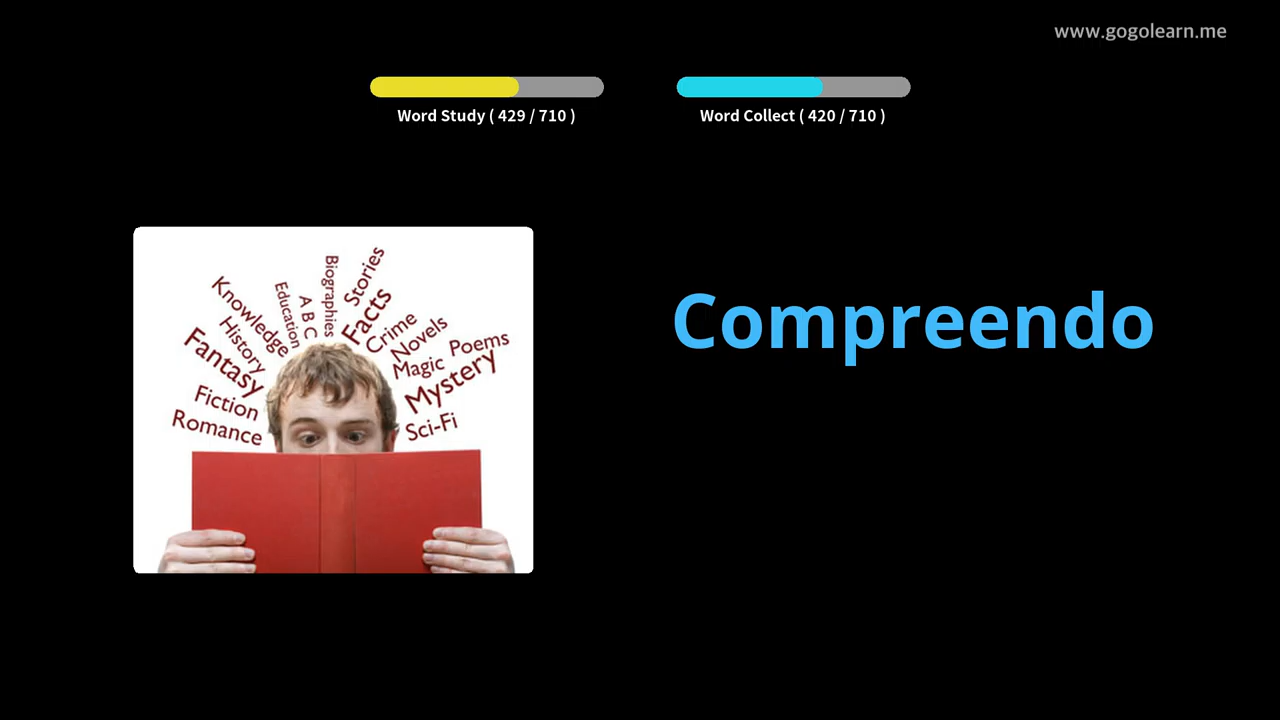 www.gogolearn.me
Word Study ( 429 / 710 )
Word Collect ( 420 / 710 )
Compreendo
Stories
Biographies
Facts
A B C
Education
Knowledge
Crime
Novels
History
Poems
Magic
Fantasy
Mystery
Fiction
Sci-Fi
Romance